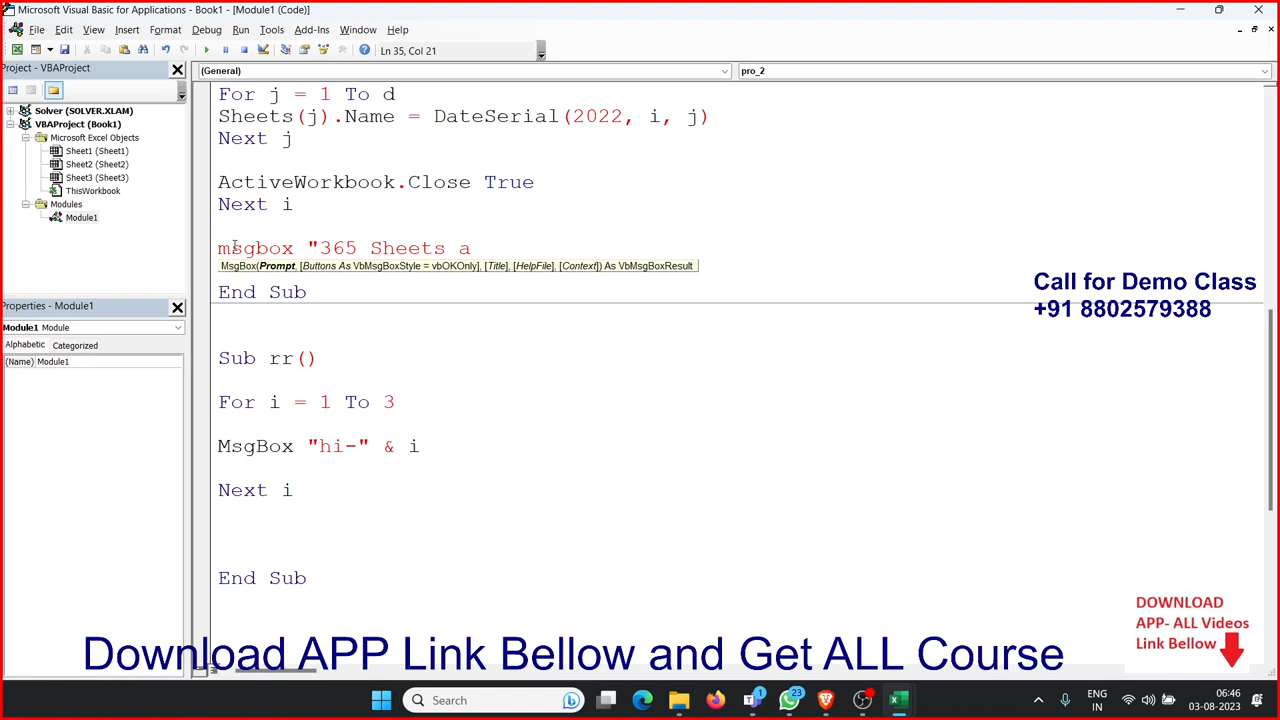 Microsoft Visual Basic for Applications - Book1 - [Module1 (Code)]
File Edit View Insert Format Debug Run Tools Add-Ins Window Help
Ln 35, Col 21
Project - VBAProject
(General)
pro_2
Solver (SOLVER.XLAM)
VBAProject (Book1)
Microsoft Excel Objects
Sheet1 (Sheet1)
Sheet2 (Sheet2)
Sheet3 (Sheet3)
ThisWorkbook
Modules
Module1
Properties - Module1
Module1 Module
Alphabetic Categorized
(Name) Module1
For j = 1 To d
Sheets(j).Name = DateSerial(2022, i, j)
Next j
ActiveWorkbook.Close True
Next i
msgbox "365 Sheets a
MsgBox(Prompt, [Buttons As VbMsgBoxStyle = vbOKOnly], [Title], [HelpFile], [Context]) As VbMsgBoxResult
End Sub
Call for Demo Class
+91 8802579388
Sub rr()
For i = 1 To 3
MsgBox "hi-" & i
Next i
End Sub
DOWNLOAD
APP- ALL Videos
Link Bellow
Download APP Link Bellow and Get ALL Course
Search
1
23
ENG
IN
06:46
03-08-2023